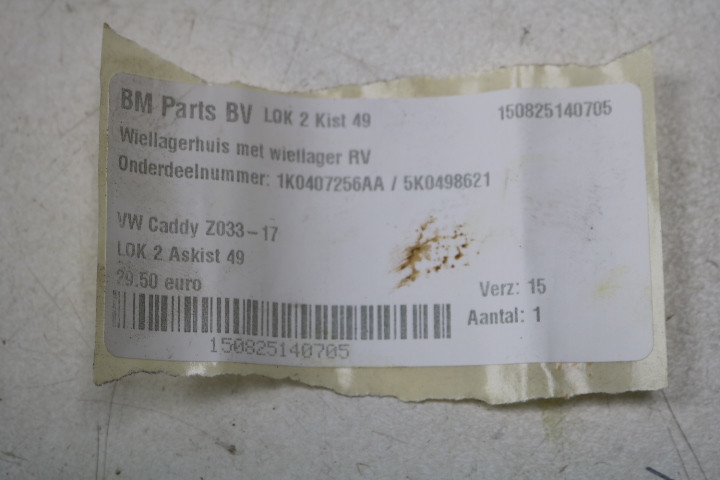 BM Parts BV LOK 2 Kist 49 150825140705
Wiellagerhuis met wiellager RV
Onderdeelnummer: 1K0407256AA / 5K0498621
VW Caddy Z033-17
LOK 2 Askist 49
29.50 euro
Verz: 15
Aantal: 1
150825140705